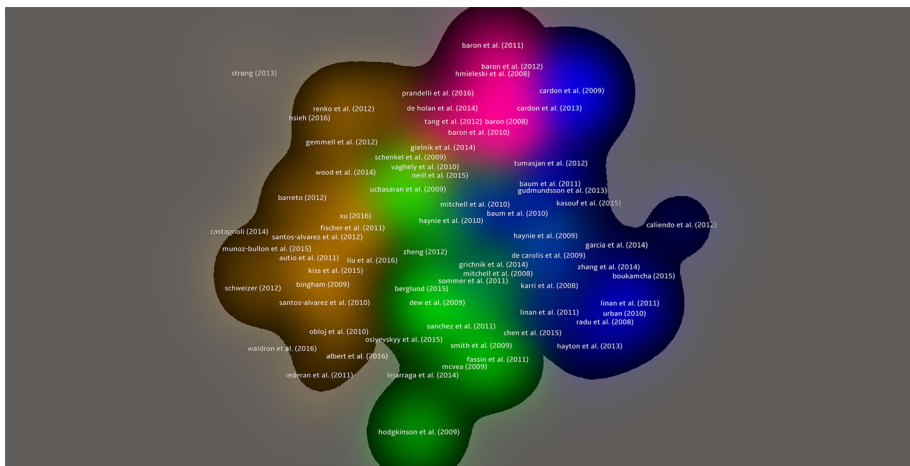 baron et al. (2011)
baron et al. (2012)
strong (2013)
hmieleski et al. (2008)
cardon et al. (2009)
prandelli et al. (2016)
renko et al. (2012)
de holan et al. (2014)
cardon et al. (2013)
hsieh (2016)
tang et al. (2012)
baron (2008)
baron et al. (2010)
gemmell et al. (2012)
gielnik et al. (2014)
schenkel et al. (2009)
tumasjan et al. (2012)
vaghely et al. (2010)
wood et al. (2014)
neill et al. (2015)
baum et al. (2011)
ucbasaran et al. (2009)
gudmundsson et al. (2013)
barreto (2012)
mitchell et al. (2010)
kasouf et al. (2015)
xu (2016)
baum et al. (2010)
haynie et al. (2010)
caliendo et al. (2012)
fischer et al. (2011)
castagnoli (2014)
santos-alvarez et al. (2012)
haynie et al. (2009)
garcia et al. (2014)
munoz-bullon et al. (2015)
zheng (2012)
autio et al. (2011)
liu et al. (2016)
de carolis et al. (2009)
grichnik et al. (2014)
zhang et al. (2014)
kiss et al. (2015)
mitchell et al. (2008)
boukamcha (2015)
sommer et al. (2011)
bingham (2009)
karri et al. (2008)
schweizer (2012)
berglund (2015)
santos-alvarez et al. (2010)
dew et al. (2009)
linan et al. (2011)
linan et al. (2011)
urban (2010)
radu et al. (2008)
sanchez et al. (2011)
obloj et al. (2010)
chen et al. (2015)
osiyevskyy et al. (2015)
smith et al. (2009)
hayton et al. (2013)
waldron et al. (2016)
albert et al. (2016)
fassin et al. (2011)
mcvea (2009)
iederan et al. (2011)
lejarraga et al. (2014)
hodgkinson et al. (2009)